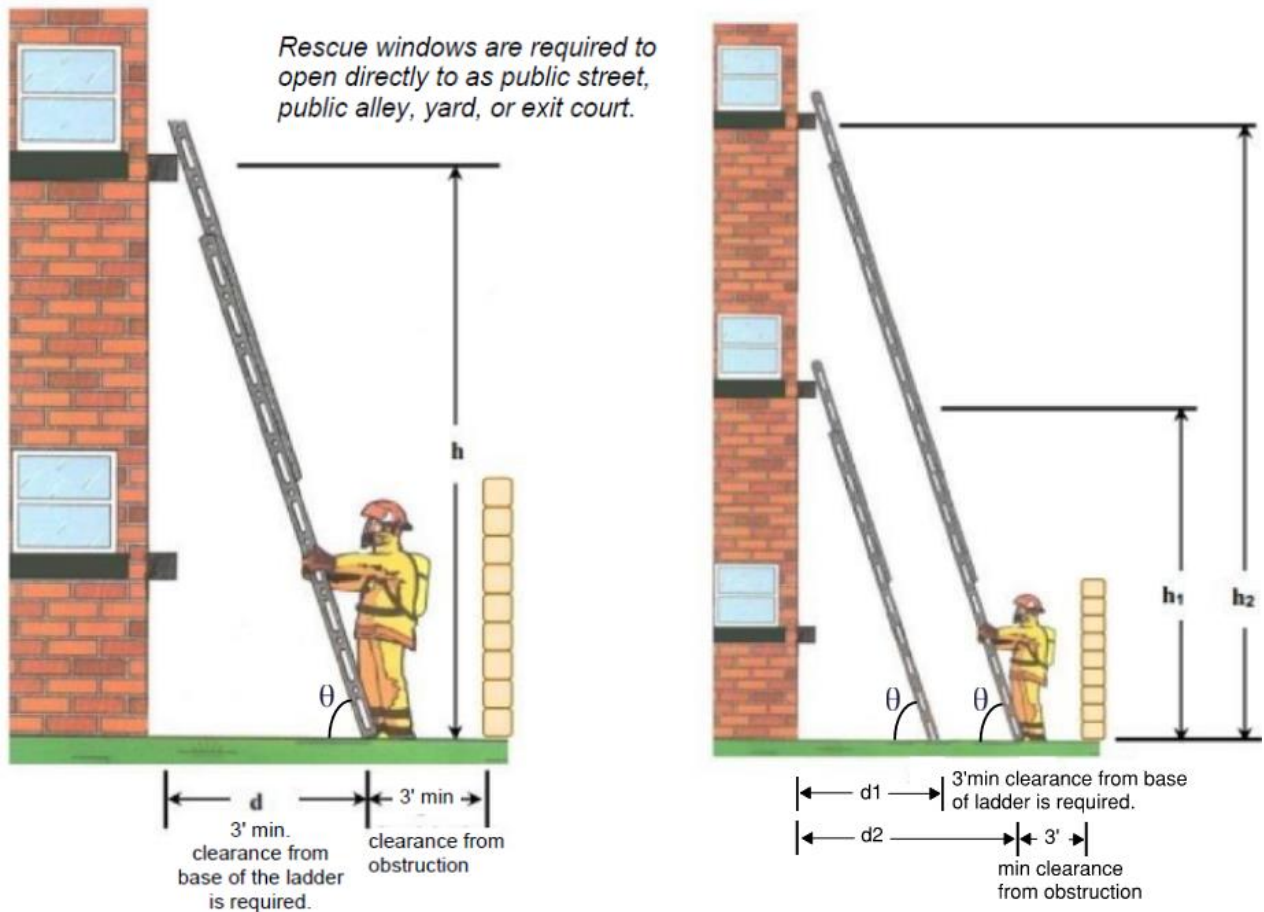 Rescue windows are required to
open directly to as public street,
public alley, yard, or exit court.
h
θ
d
3' min
3' min.
clearance from
base of the ladder
is required.
clearance from
obstruction
h₁
h₂
θ
θ
d1
3'min clearance from base
of ladder is required.
d2
3'
min clearance
from obstruction